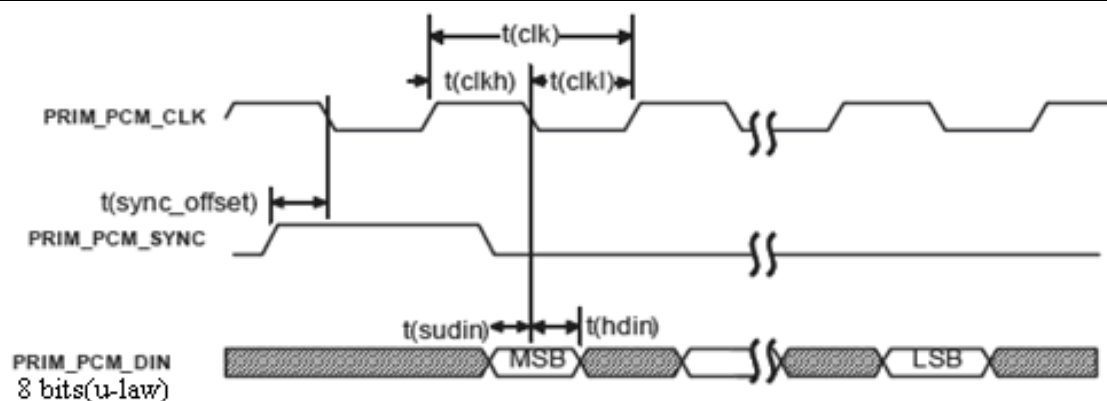 t(clk)
t(clkh)
t(clkl)
PRIM_PCM_CLK
t(sync_offset)
PRIM_PCM_SYNC
t(sudin)
t(hdin)
PRIM_PCM_DIN
MSB
LSB
8 bits(u-law)